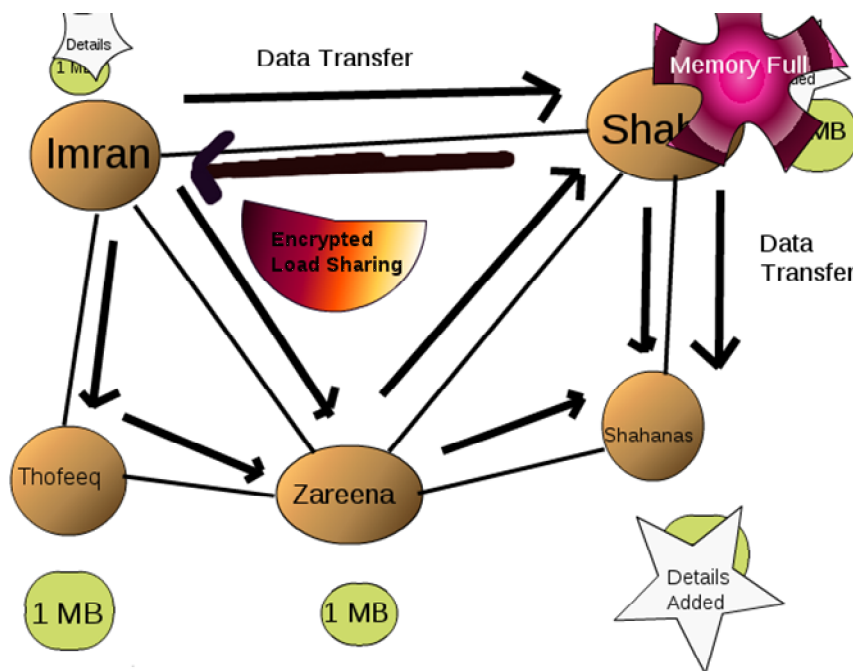 Details
1 MB
Data Transfer
Memory Full
Imran
Shah
MB
Encrypted
Load Sharing
Data
Transfer
Shahanas
Thofeeq
Zareena
1 MB
1 MB
Details
Added